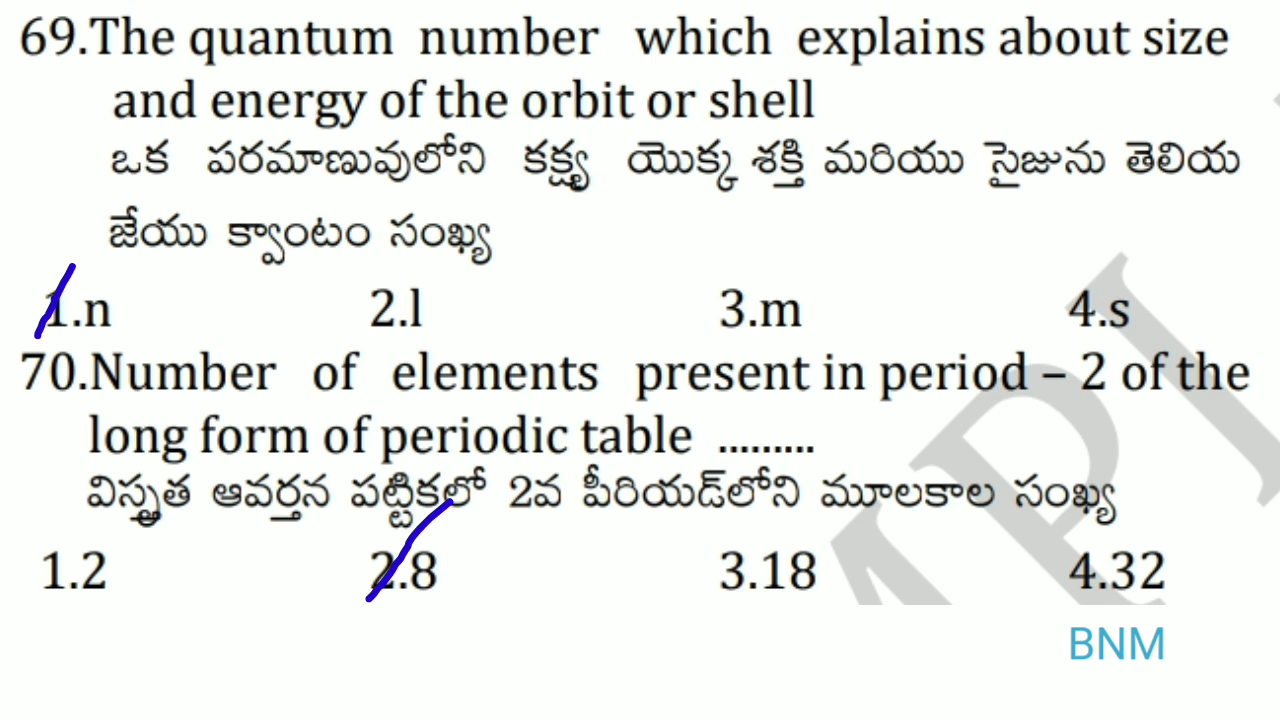 69.The quantum number which explains about size
and energy of the orbit or shell
ఒక పరమాణువులోని కక్ష్య యొక్క శక్తి మరియు సైజును తెలియ
జేయు క్వాంటం సంఖ్య
1.n 2.l 3.m 4.s
70.Number of elements present in period – 2 of the
long form of periodic table .........
విస్తృత ఆవర్తన పట్టికలో 2వ పీరియడ్‌లోని మూలకాల సంఖ్య
1.2 2.8 3.18 4.32
BNM